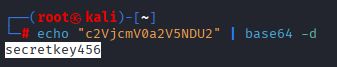 ┌──(root㉿kali)-[~]
└─# echo "c2VjcmV0a2V5NDU2" | base64 -d
secretkey456